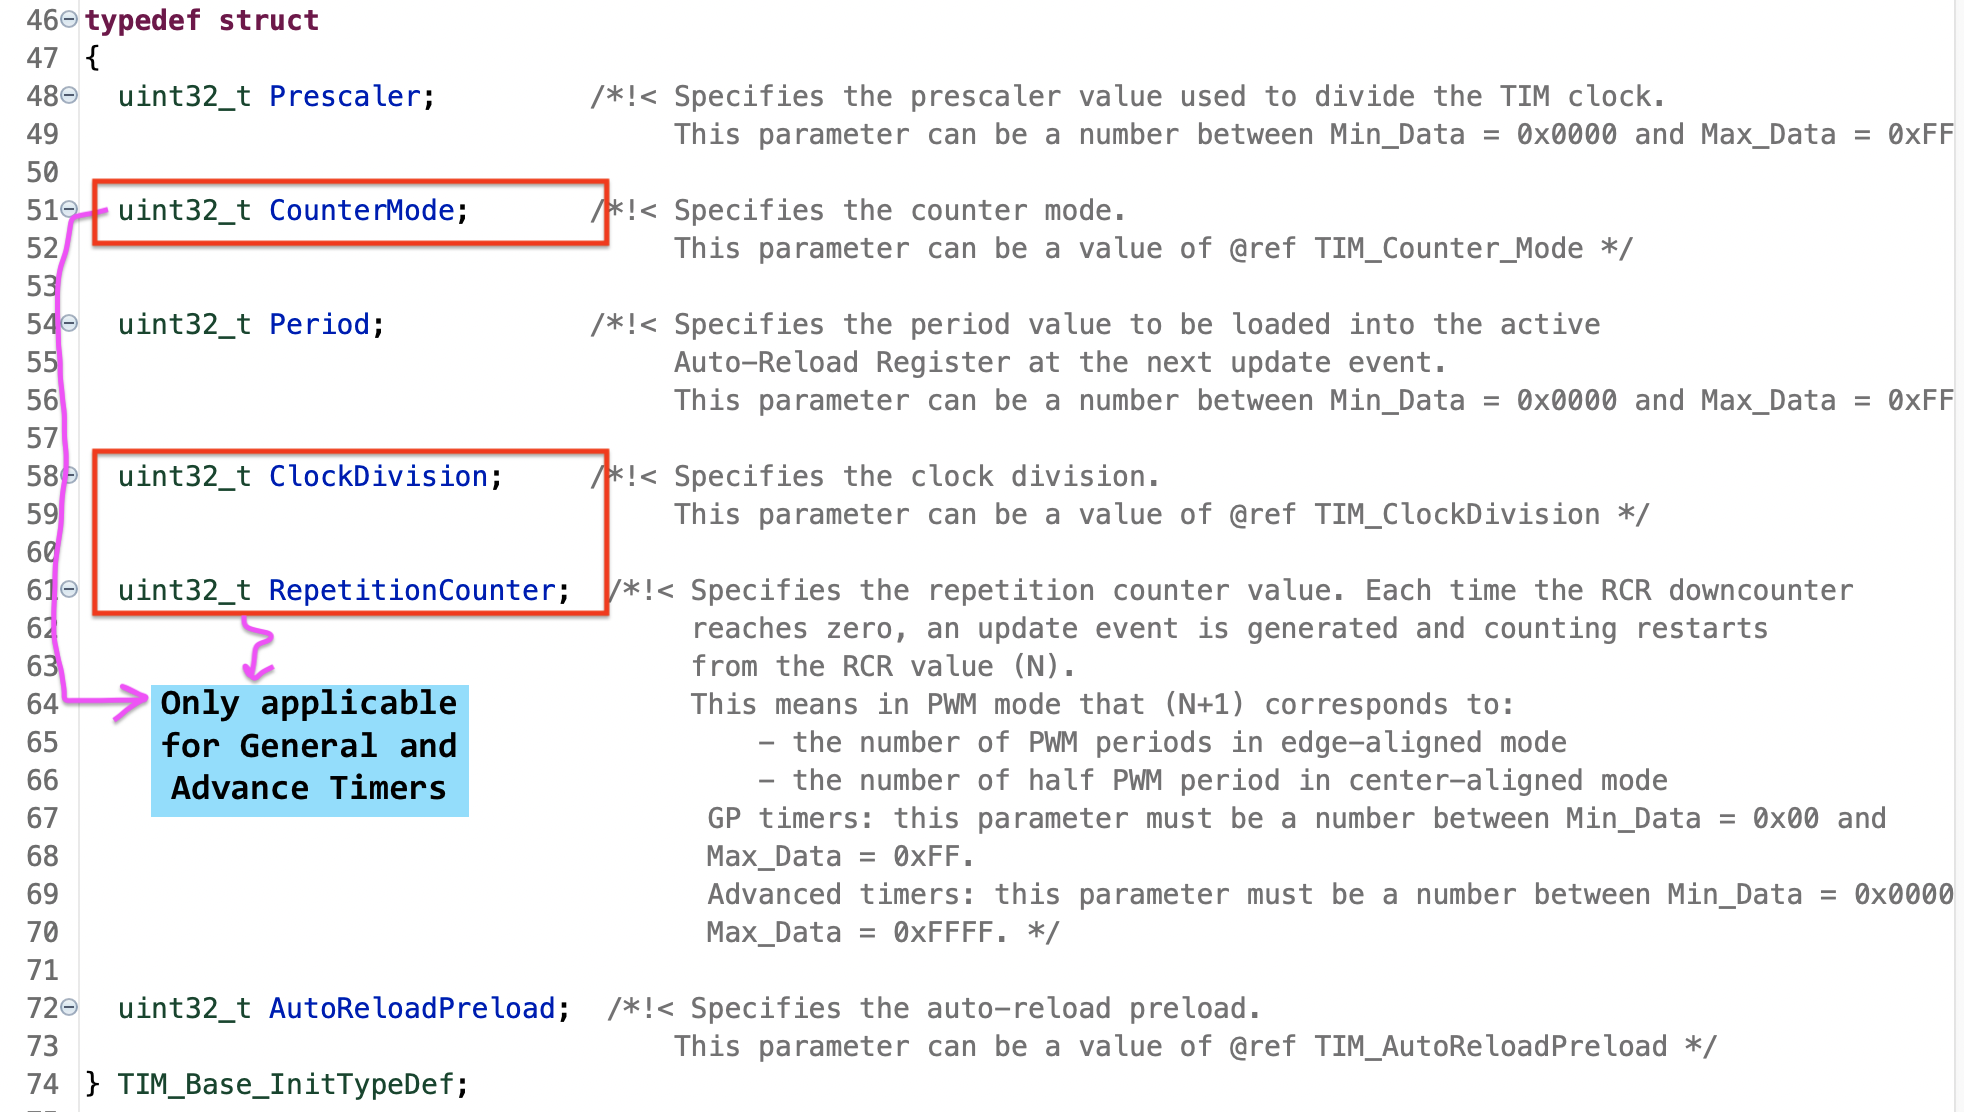 46 typedef struct
47 {
48 uint32_t Prescaler; /*!< Specifies the prescaler value used to divide the TIM clock.
49 This parameter can be a number between Min_Data = 0x0000 and Max_Data = 0xFF
50
51 uint32_t CounterMode; /*!< Specifies the counter mode.
52 This parameter can be a value of @ref TIM_Counter_Mode */
53
54 uint32_t Period; /*!< Specifies the period value to be loaded into the active
55 Auto-Reload Register at the next update event.
56 This parameter can be a number between Min_Data = 0x0000 and Max_Data = 0xFF
57
58 uint32_t ClockDivision; /*!< Specifies the clock division.
59 This parameter can be a value of @ref TIM_ClockDivision */
60
61 uint32_t RepetitionCounter; /*!< Specifies the repetition counter value. Each time the RCR downcounter
62 reaches zero, an update event is generated and counting restarts
63 from the RCR value (N).
64 This means in PWM mode that (N+1) corresponds to:
65 - the number of PWM periods in edge-aligned mode
66 - the number of half PWM period in center-aligned mode
67 GP timers: this parameter must be a number between Min_Data = 0x00 and
68 Max_Data = 0xFF.
69 Advanced timers: this parameter must be a number between Min_Data = 0x0000
70 Max_Data = 0xFFFF. */
71
72 uint32_t AutoReloadPreload; /*!< Specifies the auto-reload preload.
73 This parameter can be a value of @ref TIM_AutoReloadPreload */
74 } TIM_Base_InitTypeDef;
Only applicable
for General and
Advance Timers